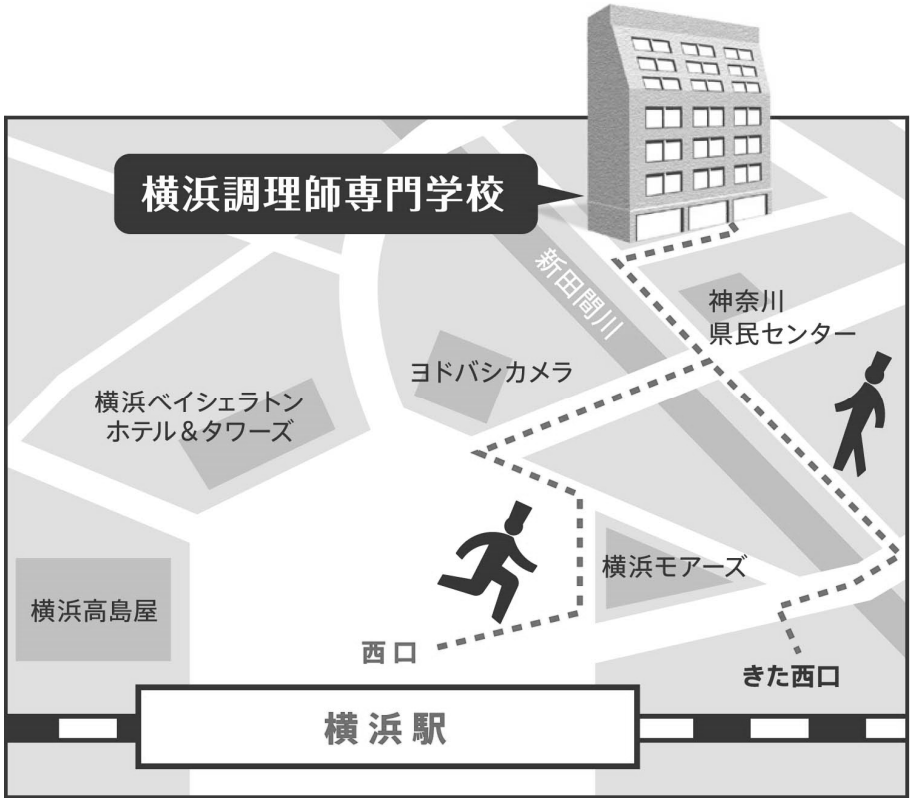 横浜調理師専門学校
新田間川
神奈川
県民センター
ヨドバシカメラ
横浜ベイシェラトン
ホテル&タワーズ
横浜モアーズ
横浜高島屋
西口
きた西口
横浜駅